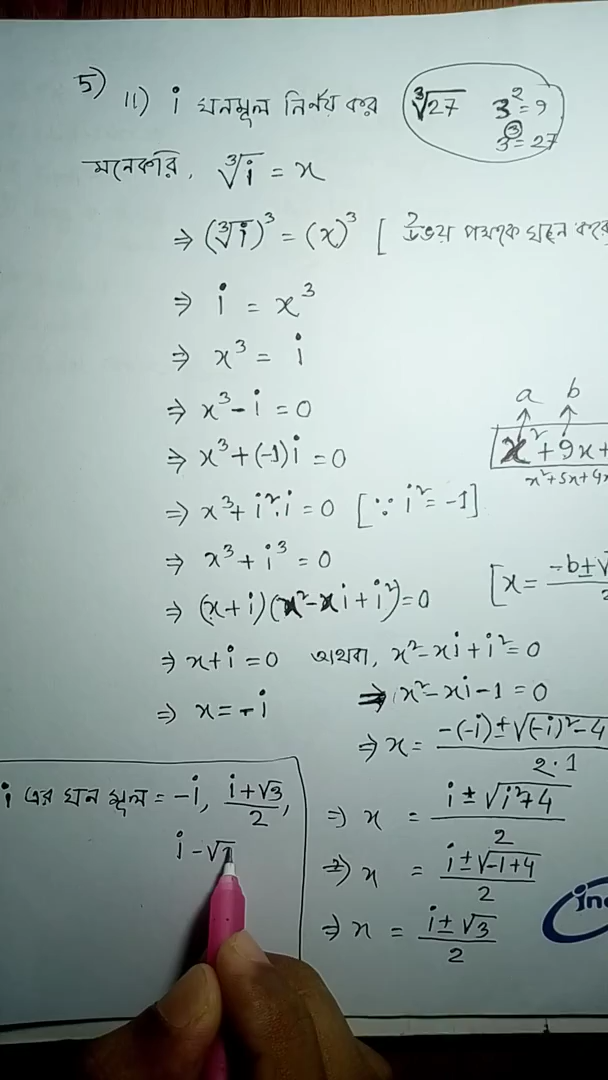 5)
11) i ঘনমূল নির্ণয় কর
∛27 3² = 9
3³ = 27
মনেকরি, ∛i = x
⇒ (∛i)³ = (x)³ [ উভয় পক্ষকে ঘন করে
⇒ i = x³
⇒ x³ = i
⇒ x³ - i = 0
⇒ x³ + (-1)i = 0
⇒ x³ + i².i = 0 [∵ i² = -1]
⇒ x³ + i³ = 0
⇒ (x+i)(x² - xi + i²) = 0
⇒ x+i = 0 অথবা, x² - xi + i² = 0
⇒ x = -i
⇒ x² - xi - 1 = 0
⇒ x = -(-i) ± √(-i)² - 4 / 2·1
⇒ x = i ± √i²+4 / 2
⇒ x = i ± √-1+4 / 2
⇒ x = i ± √3 / 2
a b
x² + 9x +
x² + 5x + 4x
[x = -b ± √
i এর ঘন মূল = -i, i+√3 / 2,
i - √